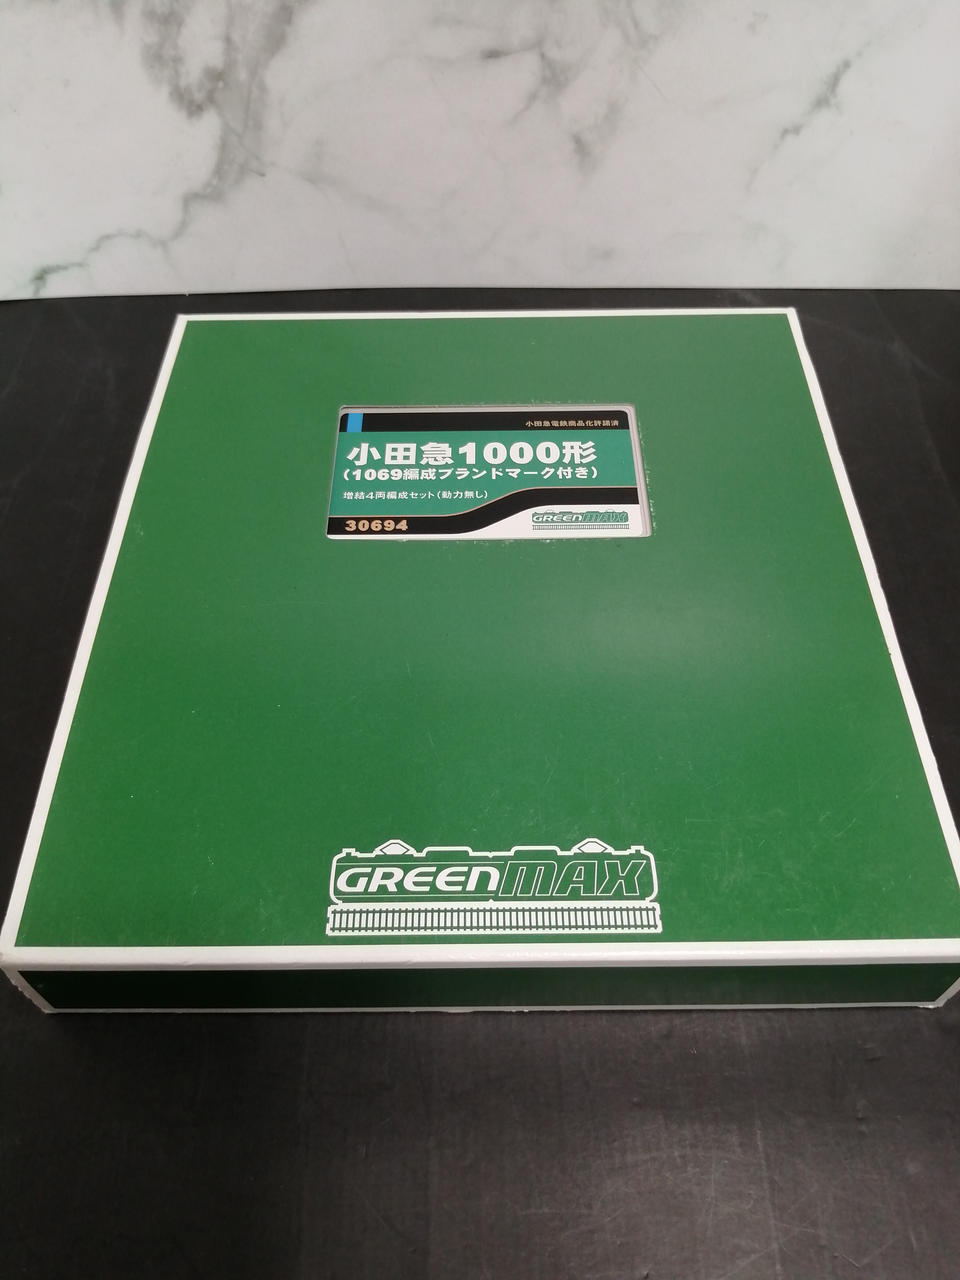 小田急電鉄商品化許諾済
小田急1000形
(1069編成ブランドマーク付き)
増結4両編成セット(動力無し)
30694
GREENMAX
GREENMAX